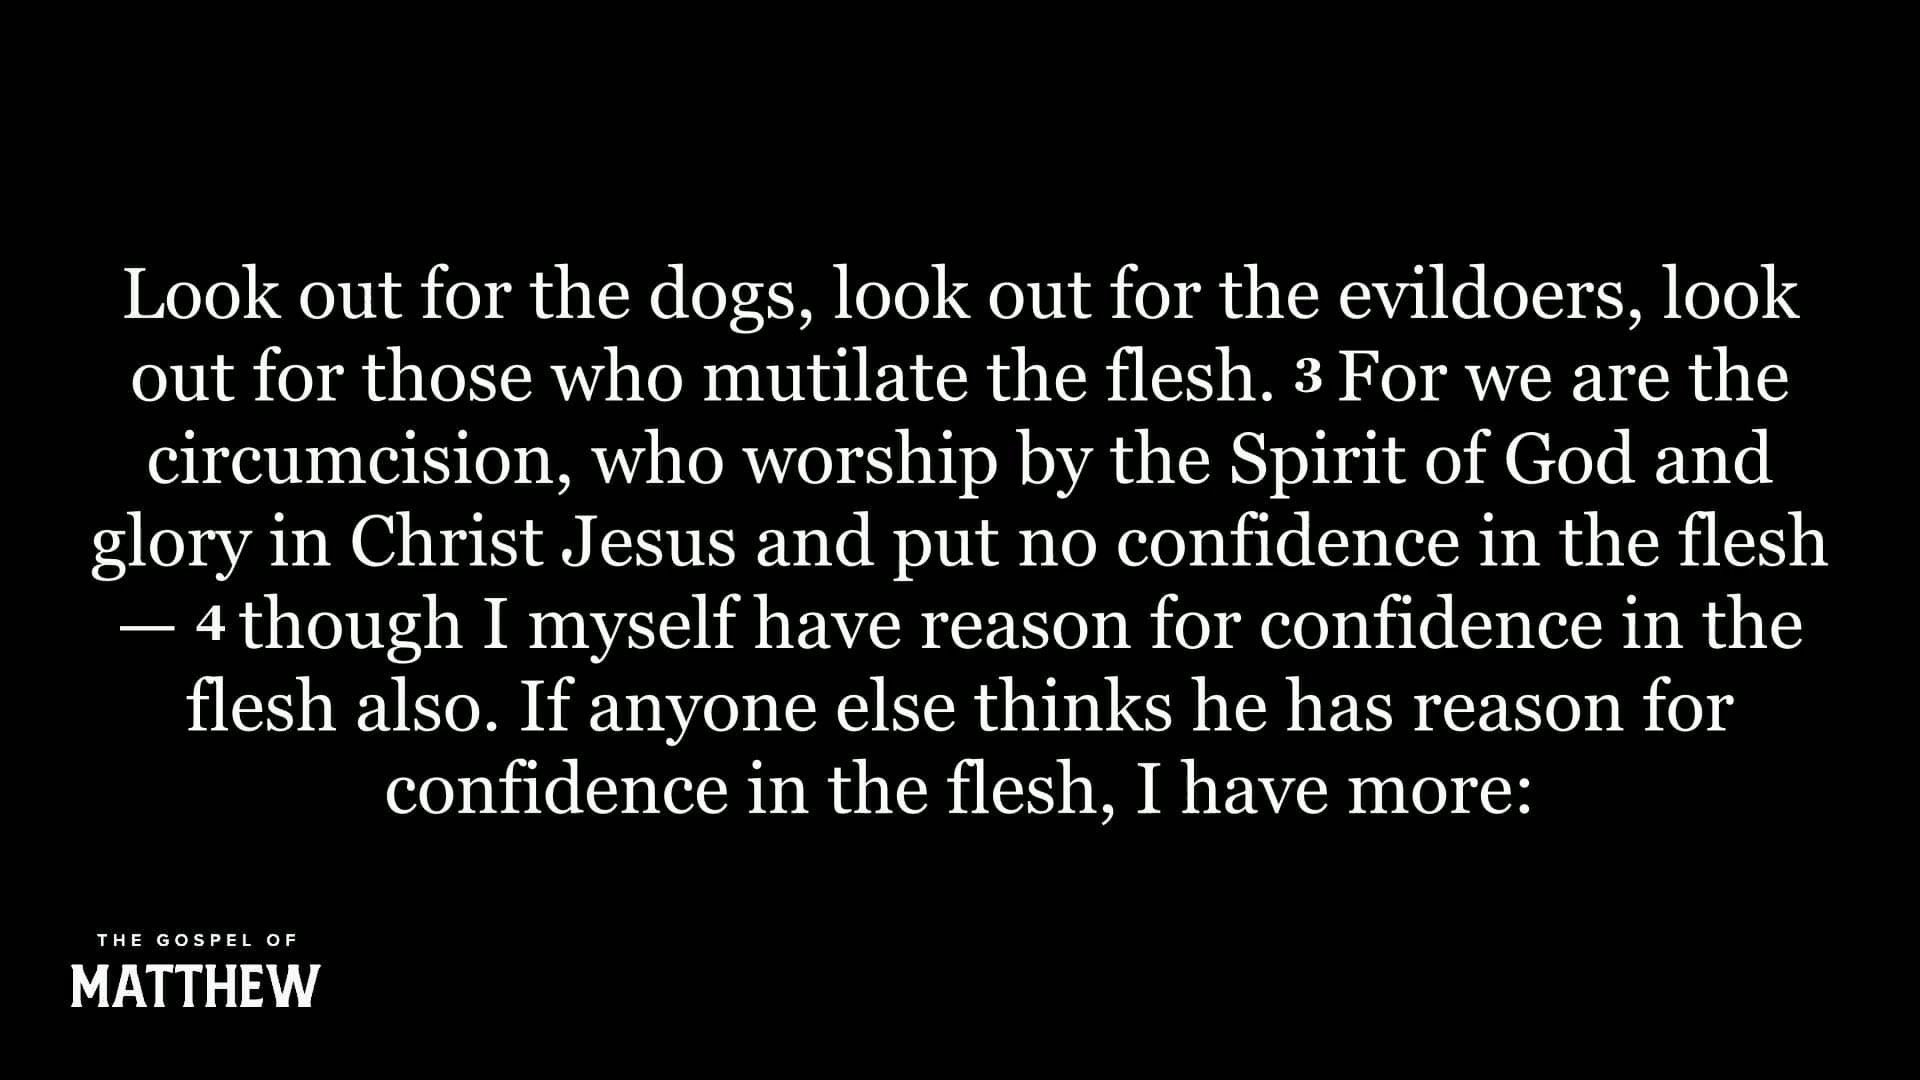 Look out for the dogs, look out for the evildoers, look
out for those who mutilate the flesh. 3 For we are the
circumcision, who worship by the Spirit of God and
glory in Christ Jesus and put no confidence in the flesh
— 4 though I myself have reason for confidence in the
flesh also. If anyone else thinks he has reason for
confidence in the flesh, I have more:
THE GOSPEL OF
MATTHEW